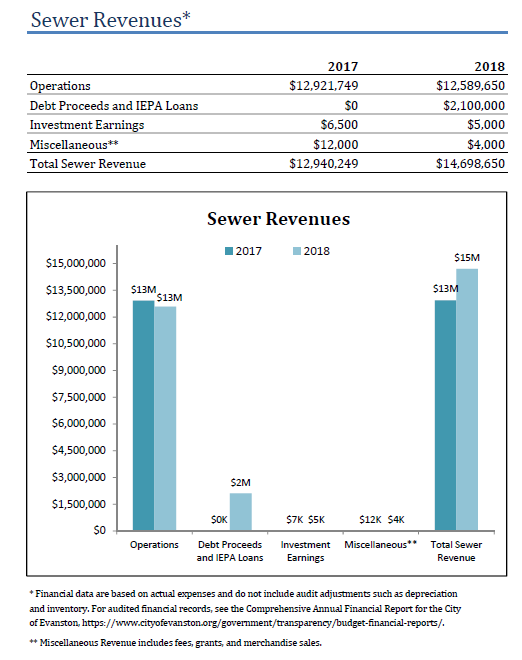 Sewer Revenues*
2017 2018
Operations $12,921,749 $12,589,650
Debt Proceeds and IEPA Loans $0 $2,100,000
Investment Earnings $6,500 $5,000
Miscellaneous** $12,000 $4,000
Total Sewer Revenue $12,940,249 $14,698,650
Sewer Revenues
2017 2018
$15,000,000
$13,500,000
$12,000,000
$10,500,000
$9,000,000
$7,500,000
$6,000,000
$4,500,000
$3,000,000
$1,500,000
$0
$13M $13M
$0K $2M
$7K $5K
$12K $4K
$13M $15M
Operations
Debt Proceeds
and IEPA Loans
Investment
Earnings
Miscellaneous**
Total Sewer
Revenue
* Financial data are based on actual expenses and do not include audit adjustments such as depreciation
and inventory. For audited financial records, see the Comprehensive Annual Financial Report for the City
of Evanston, https://www.cityofevanston.org/government/transparency/budget-financial-reports/.
** Miscellaneous Revenue includes fees, grants, and merchandise sales.